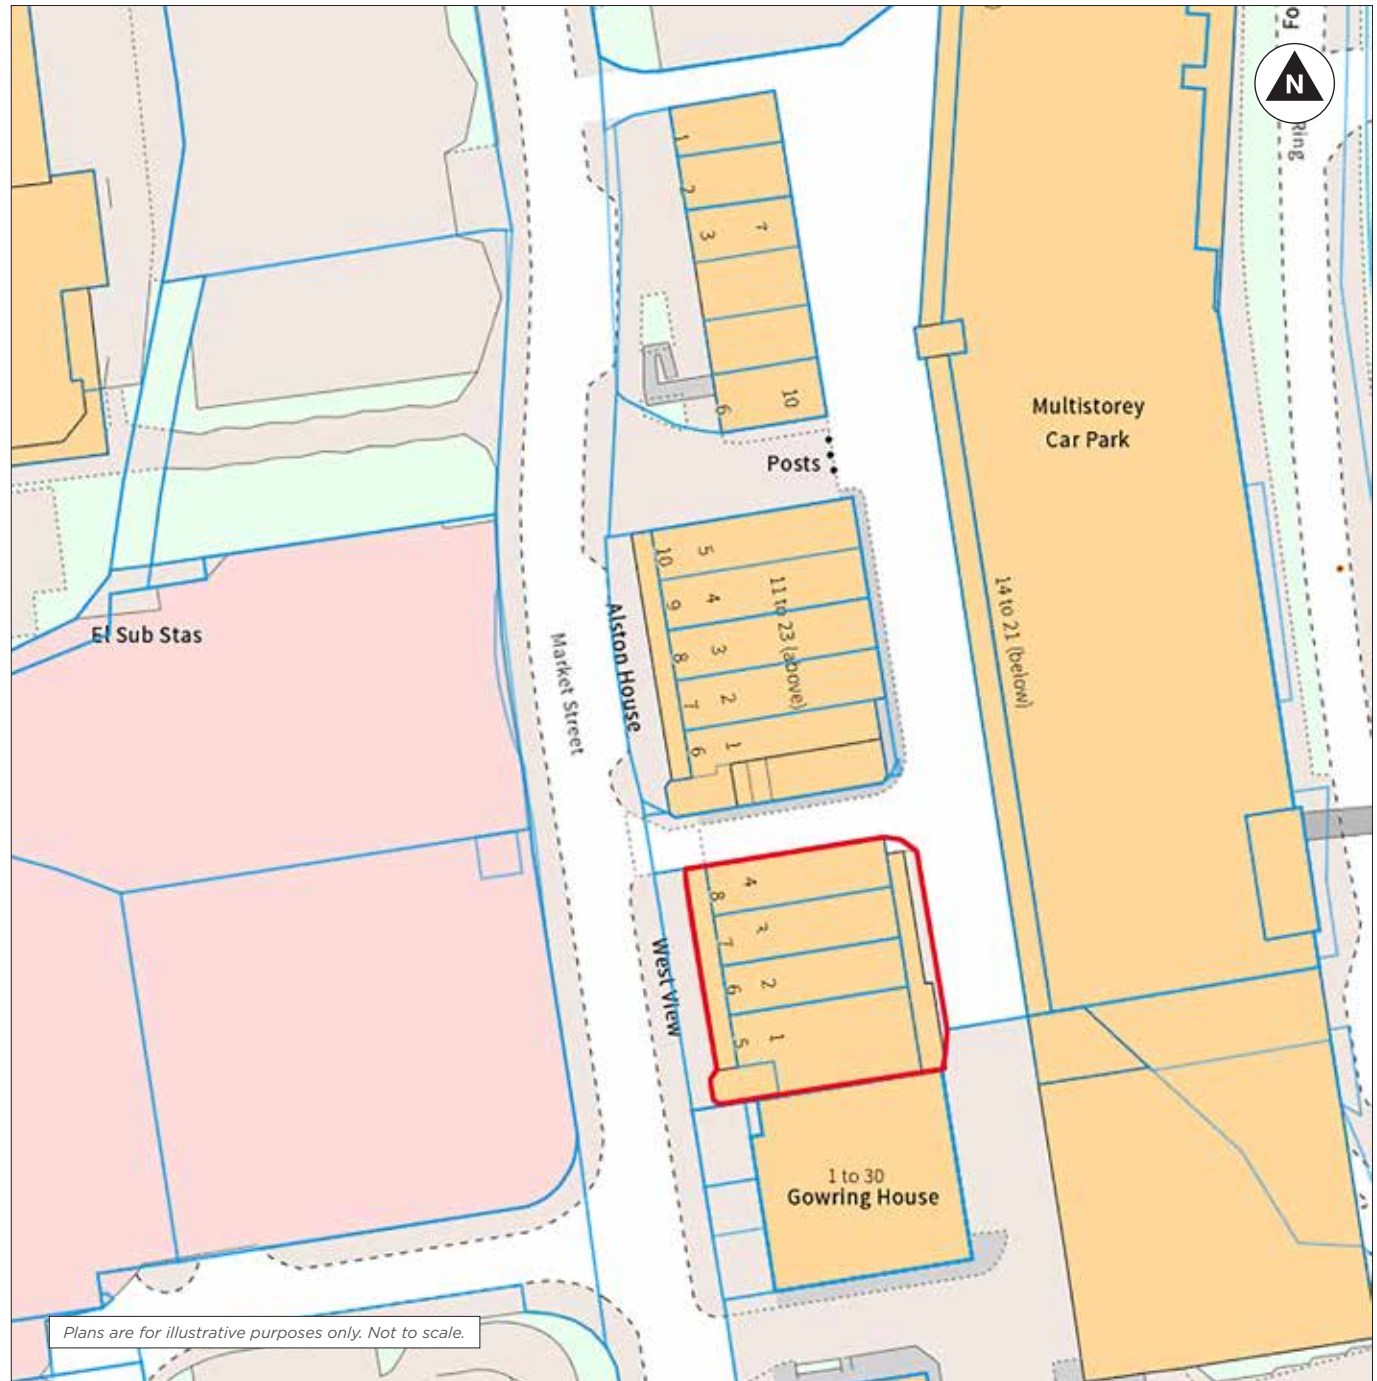 Fo
N
Ring
1
2
3
7
6
10
Multistorey
Car Park
Posts
10
5
9
4
8
3
7
2
6
1
11 to 23 (above)
14 to 21 (below)
Alston House
Market Street
El Sub Stas
8
4
7
3
6
2
5
1
West View
1 to 30
Gowring House
Plans are for illustrative purposes only. Not to scale.